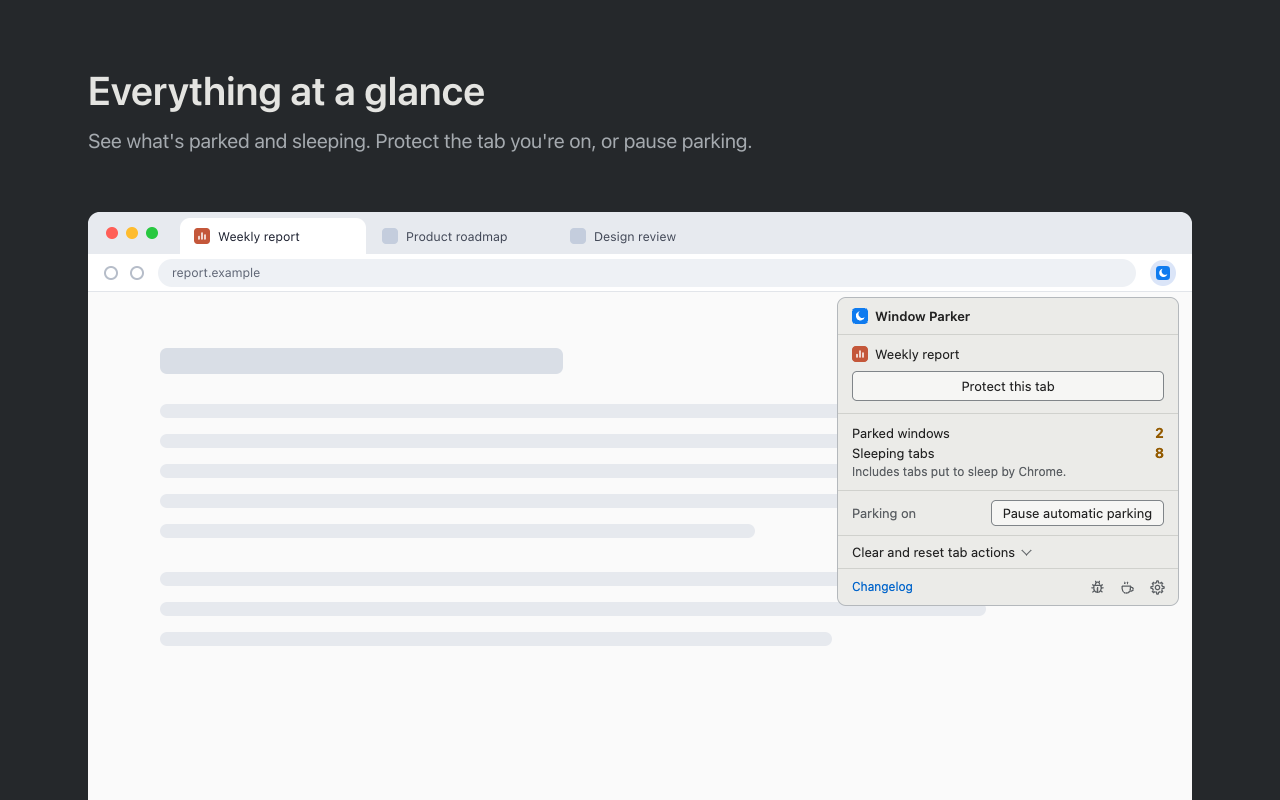 Everything at a glance
See what's parked and sleeping. Protect the tab you're on, or pause parking.
Weekly report
Product roadmap
Design review
report.example
Window Parker
Weekly report
Protect this tab
Parked windows 2
Sleeping tabs 8
Includes tabs put to sleep by Chrome.
Parking on
Pause automatic parking
Clear and reset tab actions
Changelog